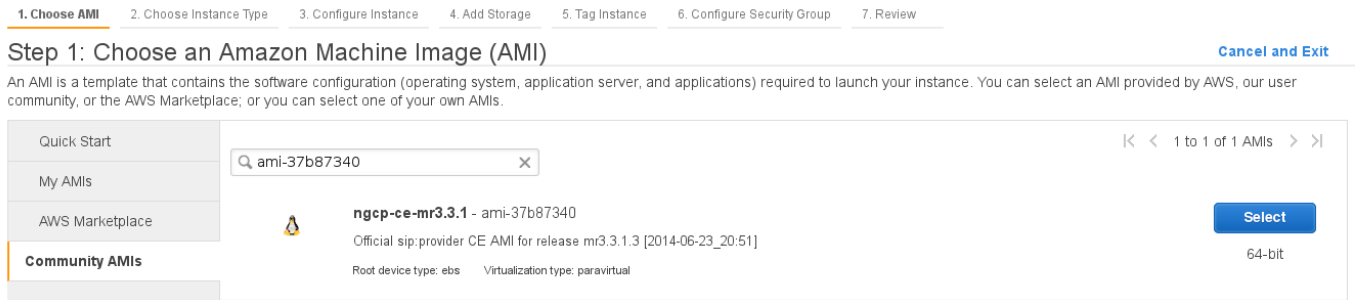 1. Choose AMI 2. Choose Instance Type 3. Configure Instance 4. Add Storage 5. Tag Instance 6. Configure Security Group 7. Review
Step 1: Choose an Amazon Machine Image (AMI)
Cancel and Exit
An AMI is a template that contains the software configuration (operating system, application server, and applications) required to launch your instance. You can select an AMI provided by AWS, our user
community, or the AWS Marketplace; or you can select one of your own AMIs.
Quick Start
My AMIs
AWS Marketplace
Community AMIs
1 to 1 of 1 AMIs
ami-37b87340
ngcp-ce-mr3.3.1 - ami-37b87340
Official sip:provider CE AMI for release mr3.3.1.3 [2014-06-23_20:51]
Root device type: ebs Virtualization type: paravirtual
Select
64-bit